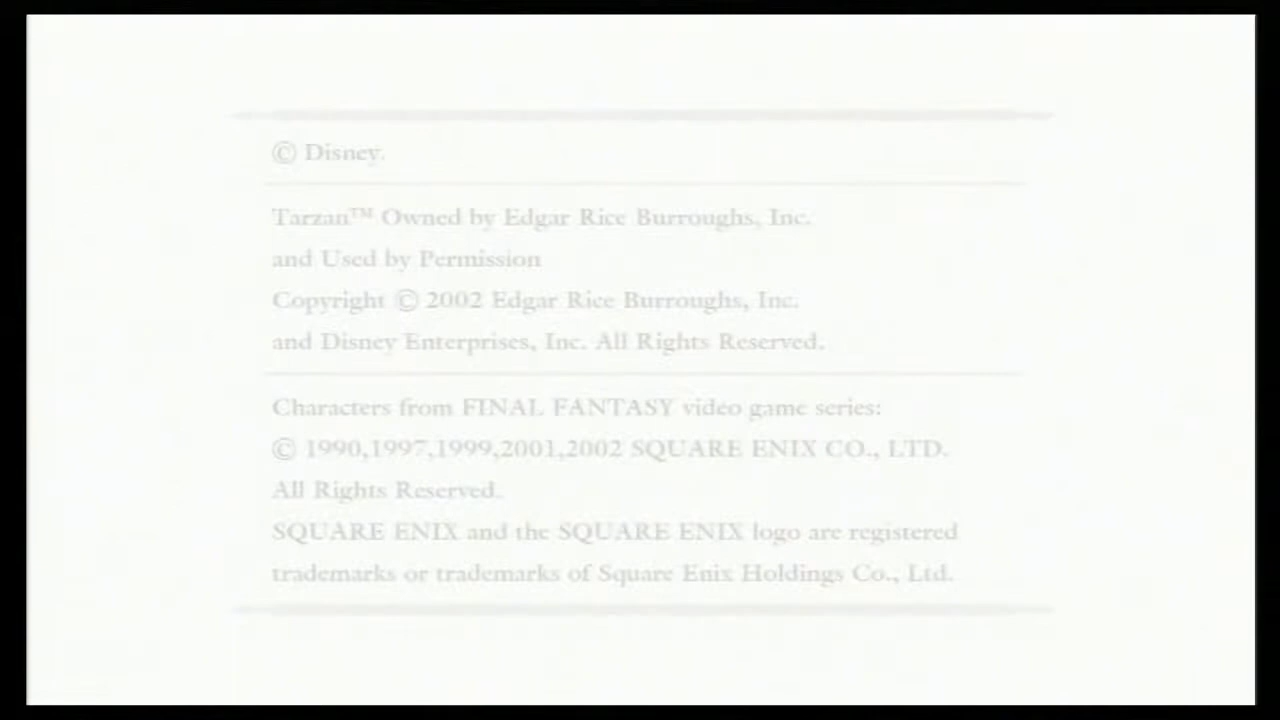 © Disney.
Tarzan™ Owned by Edgar Rice Burroughs, Inc.
and Used by Permission
Copyright © 2002 Edgar Rice Burroughs, Inc.
and Disney Enterprises, Inc. All Rights Reserved.
Characters from FINAL FANTASY video game series:
© 1990,1997,1999,2001,2002 SQUARE ENIX CO., LTD.
All Rights Reserved.
SQUARE ENIX and the SQUARE ENIX logo are registered
trademarks or trademarks of Square Enix Holdings Co., Ltd.